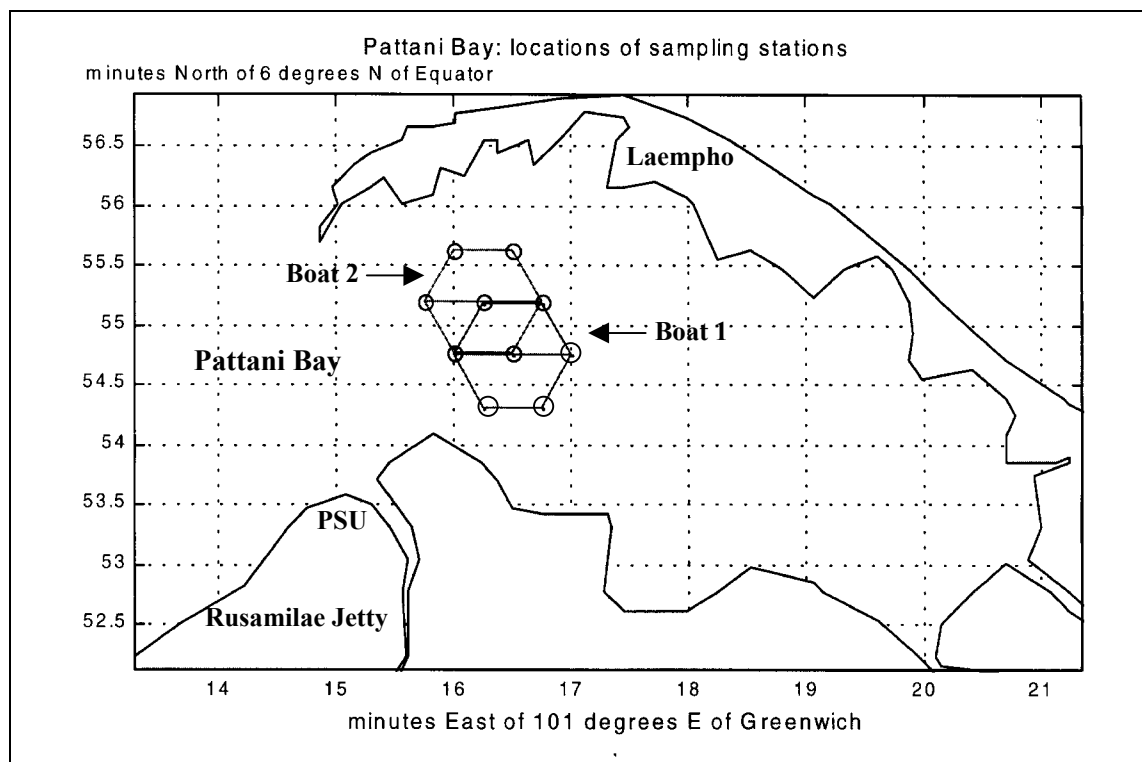 Pattani Bay: locations of sampling stations
minutes North of 6 degrees N of Equator
56.5
56
55.5
55
54.5
54
53.5
53
52.5
Laempho
Boat 2
Boat 1
Pattani Bay
PSU
Rusamilae Jetty
14 15 16 17 18 19 20 21
minutes East of 101 degrees E of Greenwich